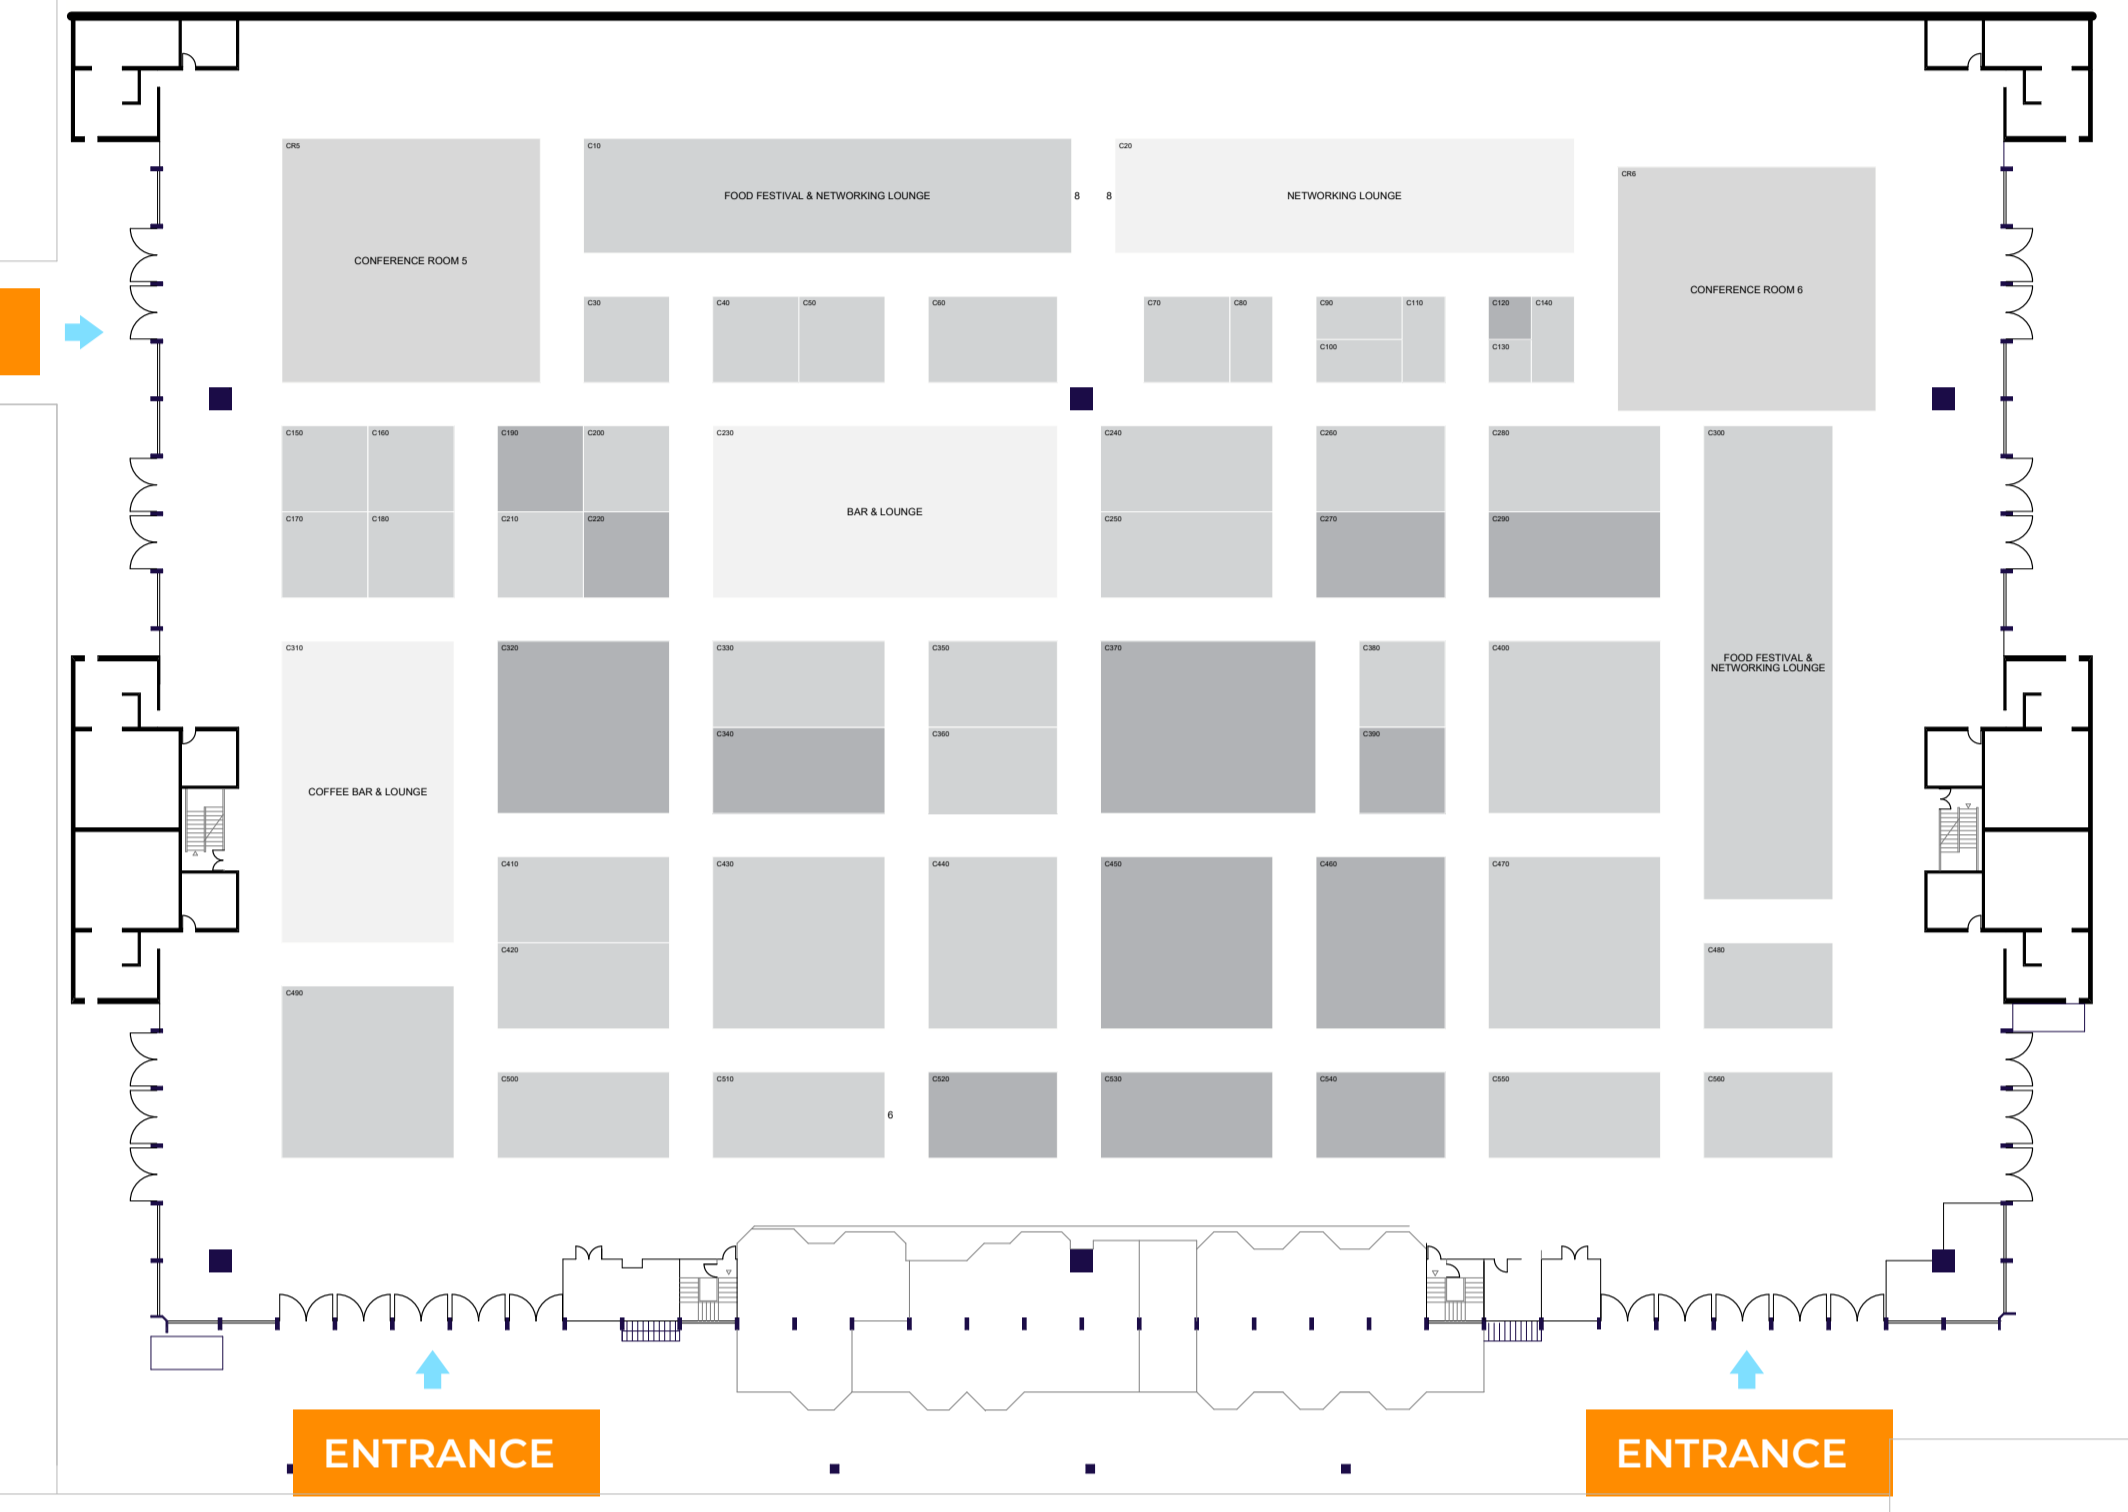 CR5
C10
C20
CR6
FOOD FESTIVAL & NETWORKING LOUNGE
8
8
NETWORKING LOUNGE
CONFERENCE ROOM 5
CONFERENCE ROOM 6
C30
C40
C50
C60
C70
C80
C90
C110
C120
C140
C100
C130
C150
C160
C190
C200
C230
C240
C260
C280
C300
BAR & LOUNGE
C170
C180
C210
C220
C250
C270
C290
C310
C320
C330
C350
C370
C380
C400
FOOD FESTIVAL &
NETWORKING LOUNGE
C340
C360
C390
COFFEE BAR & LOUNGE
C410
C430
C440
C450
C460
C470
C420
C480
C490
C500
C510
C520
C530
C540
C550
C560
6
ENTRANCE
ENTRANCE